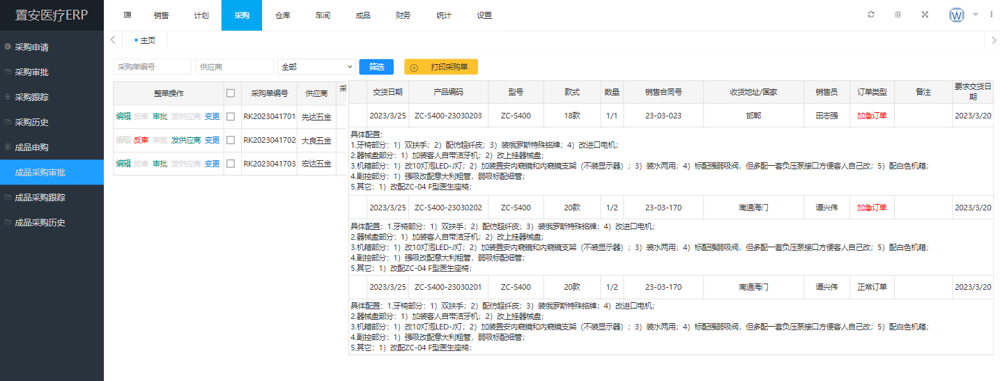 置安医疗ERP
销售 计划 采购 仓库 车间 成品 财务 统计 设置
主页
采购申请
采购审批
采购跟踪
采购历史
成品申购
成品采购审批
成品采购跟踪
成品采购历史
采购单编号 供应商 全部 筛选 打印采购单
整单操作 采购单编号 供应商 采
编辑 反审 审批 发供应商 变更 RK2023041701 先达五金
编辑 反审 审批 发供应商 变更 RK2023041702 大良五金
编辑 反审 审批 发供应商 变更 RK2023041703 宏达五金
交货日期 产品编码 型号 款式 数量 销售合同号 收货地址/国家 销售员 订单类型 备注 要求交货日
期
2023/3/25 ZC-S400-23030203 ZC-S400 18款 1/1 23-03-023 邯郸 田志强 加急订单 2023/3/20
具体配置：
1.牙椅部分：1）双扶手；2）配仿超纤皮；3）装俄罗斯特殊铭牌；4）改进口电机；
2.器械盘部分：1）加装客人自带洁牙机；2）改上挂器械盘；
3.机箱部分：1）改10灯泡LED-J灯；2）加装置安内窥镜和内窥镜支架（不装显示器）；3）装水两用；4）标配强弱吸阀，但多配一套负压泵接口方便客人自己改；5）配白色机箱；
4.副控部分：1）强吸改配意大利粗管，弱吸标配细管；
5.其它：1）改配ZC-04 F型医生座椅；
2023/3/25 ZC-S400-23030202 ZC-S400 20款 1/2 23-03-170 南通海门 谭兴伟 加急订单 2023/3/20
具体配置：1.牙椅部分：1）双扶手；2）配仿超纤皮；3）装俄罗斯特殊铭牌；4）改进口电机；
2.器械盘部分：1）加装客人自带洁牙机；2）改上挂器械盘；
3.机箱部分：1）改10灯泡LED-J灯；2）加装置安内窥镜和内窥镜支架（不装显示器）；3）装水两用；4）标配强弱吸阀，但多配一套负压泵接口方便客人自己改；5）配白色机箱；
4.副控部分：1）强吸改配意大利粗管，弱吸标配细管；
5.其它：1）改配ZC-04 F型医生座椅；
2023/3/25 ZC-S400-23030201 ZC-S400 20款 1/2 23-03-170 南通海门 谭兴伟 正常订单 2023/3/20
具体配置：1.牙椅部分：1）双扶手；2）配仿超纤皮；3）装俄罗斯特殊铭牌；4）改进口电机；
2.器械盘部分：1）加装客人自带洁牙机；2）改上挂器械盘；
3.机箱部分：1）改10灯泡LED-J灯；2）加装置安内窥镜和内窥镜支架（不装显示器）；3）装水两用；4）标配强弱吸阀，但多配一套负压泵接口方便客人自己改；5）配白色机箱；
4.副控部分：1）强吸改配意大利粗管，弱吸标配细管；
5.其它：1）改配ZC-04 F型医生座椅；